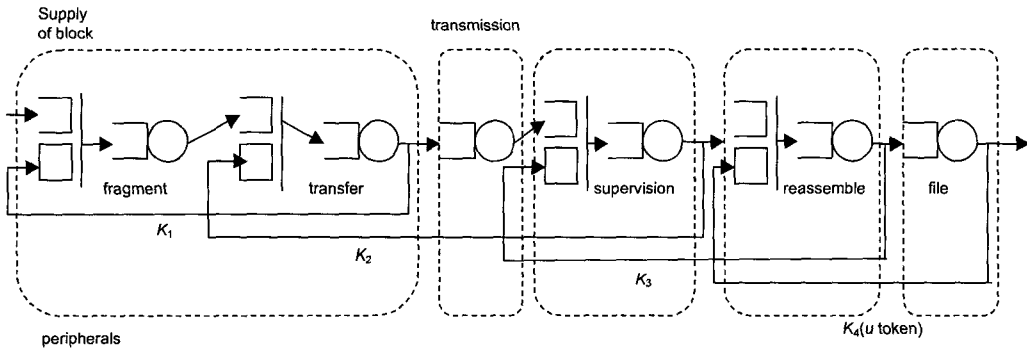 Supply
of block
transmission
fragment
transfer
supervision
reassemble
file
K1
K2
K3
K4(u token)
peripherals